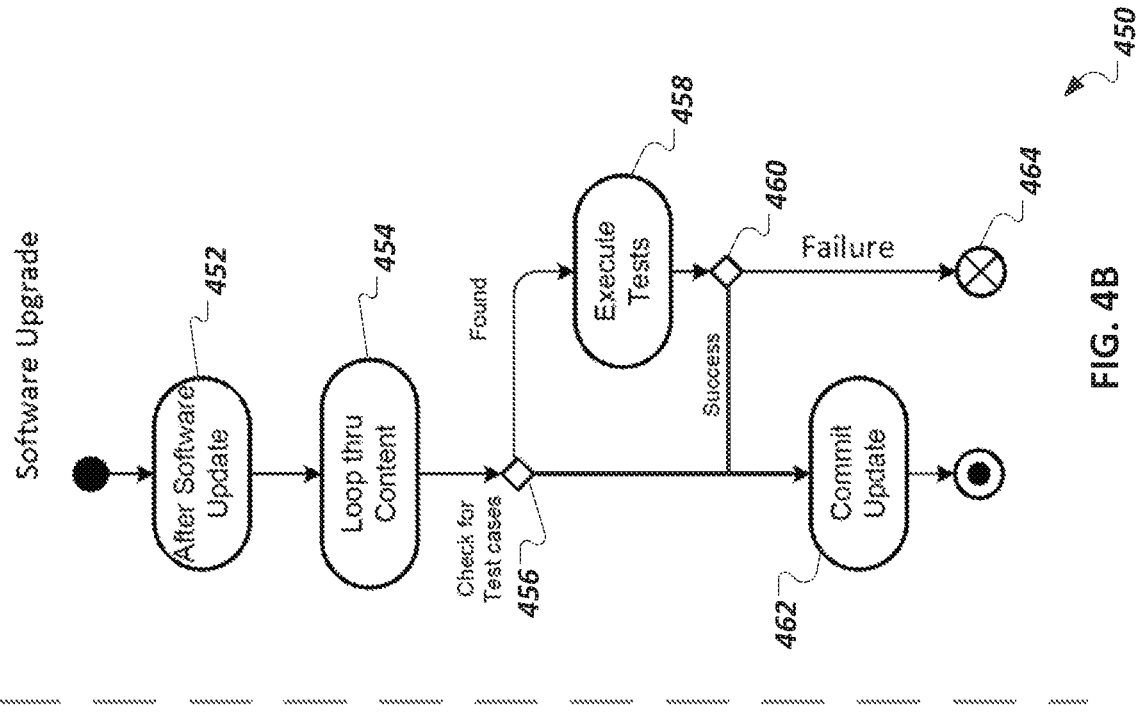 Software Upgrade
After Software
Update
452
Loop thru
Content
454
Check for
Test cases
456
Found
Execute
Tests
458
460
Success
Failure
Commit
Update
462
464
450
FIG. 4B